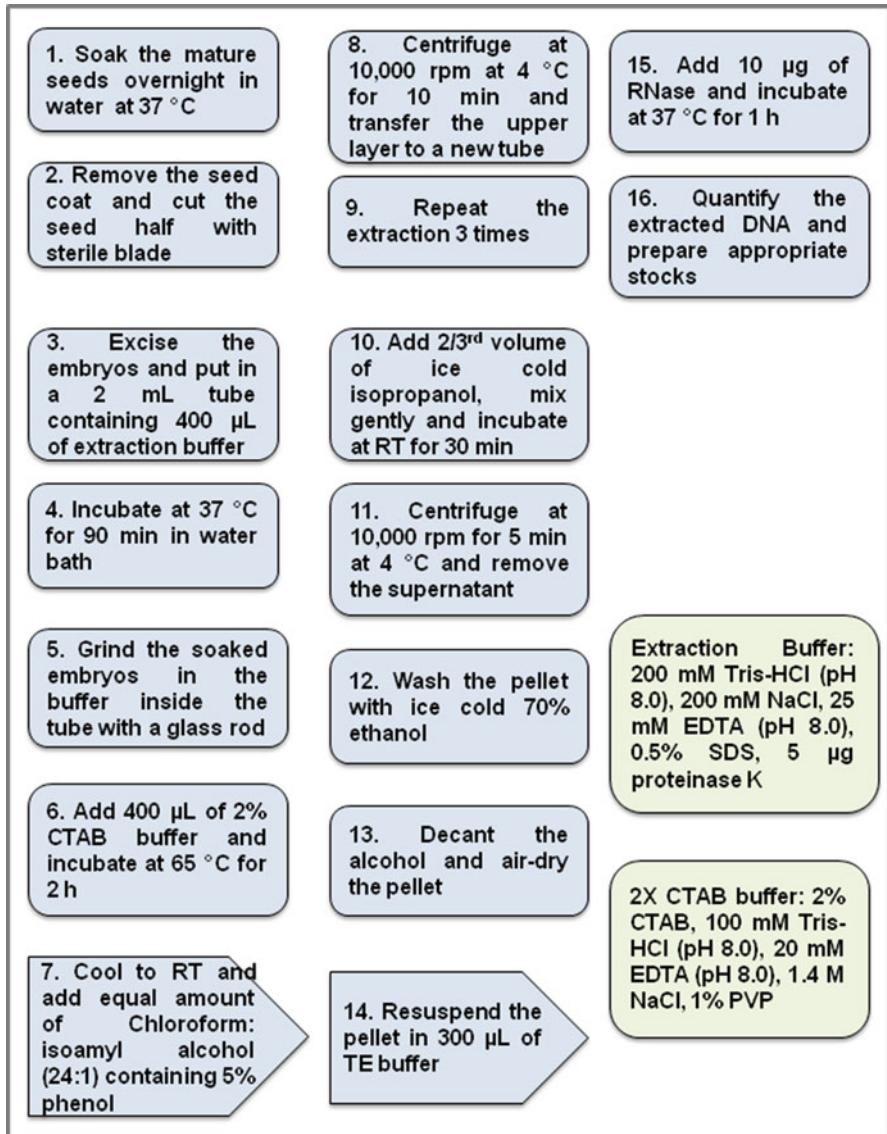 1. Soak the mature
seeds overnight in
water at 37 °C
2. Remove the seed
coat and cut the
seed half with
sterile blade
3. Excise the
embryos and put in
a 2 mL tube
containing 400 µL
of extraction buffer
4. Incubate at 37 °C
for 90 min in water
bath
5. Grind the soaked
embryos in the
buffer inside the
tube with a glass rod
6. Add 400 µL of 2%
CTAB buffer and
incubate at 65 °C for
2 h
7. Cool to RT and
add equal amount
of Chloroform:
isoamyl alcohol
(24:1) containing 5%
phenol
8. Centrifuge at
10,000 rpm at 4 °C
for 10 min and
transfer the upper
layer to a new tube
9. Repeat the
extraction 3 times
10. Add 2/3rd volume
of ice cold
isopropanol, mix
gently and incubate
at RT for 30 min
11. Centrifuge at
10,000 rpm for 5 min
at 4 °C and remove
the supernatant
12. Wash the pellet
with ice cold 70%
ethanol
13. Decant the
alcohol and air-dry
the pellet
14. Resuspend the
pellet in 300 µL of
TE buffer
15. Add 10 µg of
RNase and incubate
at 37 °C for 1 h
16. Quantify the
extracted DNA and
prepare appropriate
stocks
Extraction Buffer:
200 mM Tris-HCl (pH
8.0), 200 mM NaCl, 25
mM EDTA (pH 8.0),
0.5% SDS, 5 µg
proteinase K
2X CTAB buffer: 2%
CTAB, 100 mM Tris-
HCl (pH 8.0), 20 mM
EDTA (pH 8.0), 1.4 M
NaCl, 1% PVP